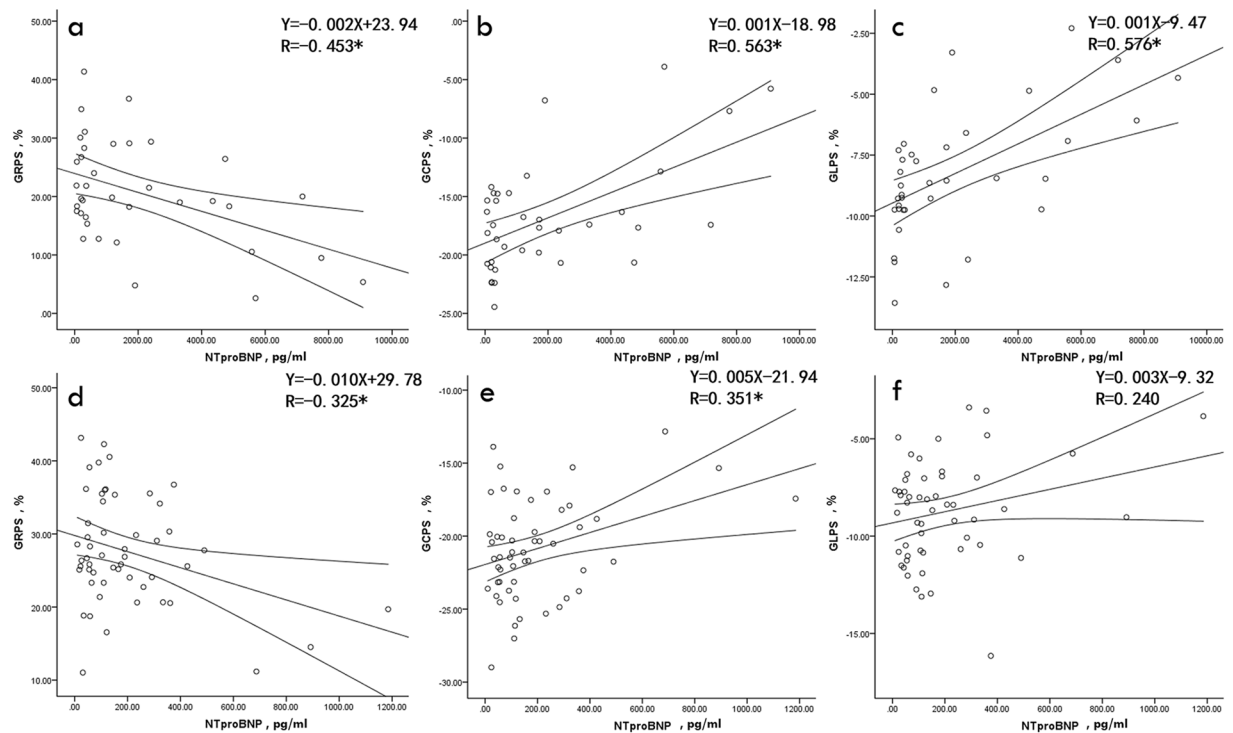 a
Y=-0.002X+23.94
R=-0.453*
50.00
40.00
30.00
20.00
10.00
.00
GRPS, %
.00 2000.00 4000.00 6000.00 8000.00 10000.00
NTproBNP, pg/ml
b
Y=0.001X-18.98
R=0.563*
.00
-5.00
-10.00
-15.00
-20.00
-25.00
GCPS, %
.00 2000.00 4000.00 6000.00 8000.00 10000.00
NTproBNP, pg/ml
c
Y=0.001X-9.47
R=0.576*
-2.50
-5.00
-7.50
-10.00
-12.50
GLPS, %
.00 2000.00 4000.00 6000.00 8000.00 10000.00
NTproBNP, pg/ml
d
Y=-0.010X+29.78
R=-0.325*
50.00
40.00
30.00
20.00
10.00
GRPS, %
.00 200.00 400.00 600.00 800.00 1000.00 1200.00
NTproBNP, pg/ml
e
Y=0.005X-21.94
R=0.351*
-10.00
-15.00
-20.00
-25.00
-30.00
GCPS, %
.00 200.00 400.00 600.00 800.00 1000.00 1200.00
NTproBNP, pg/ml
f
Y=0.003X-9.32
R=0.240
-5.00
-10.00
-15.00
GLPS, %
.00 200.00 400.00 600.00 800.00 1000.00 1200.00
NTproBNP, pg/ml